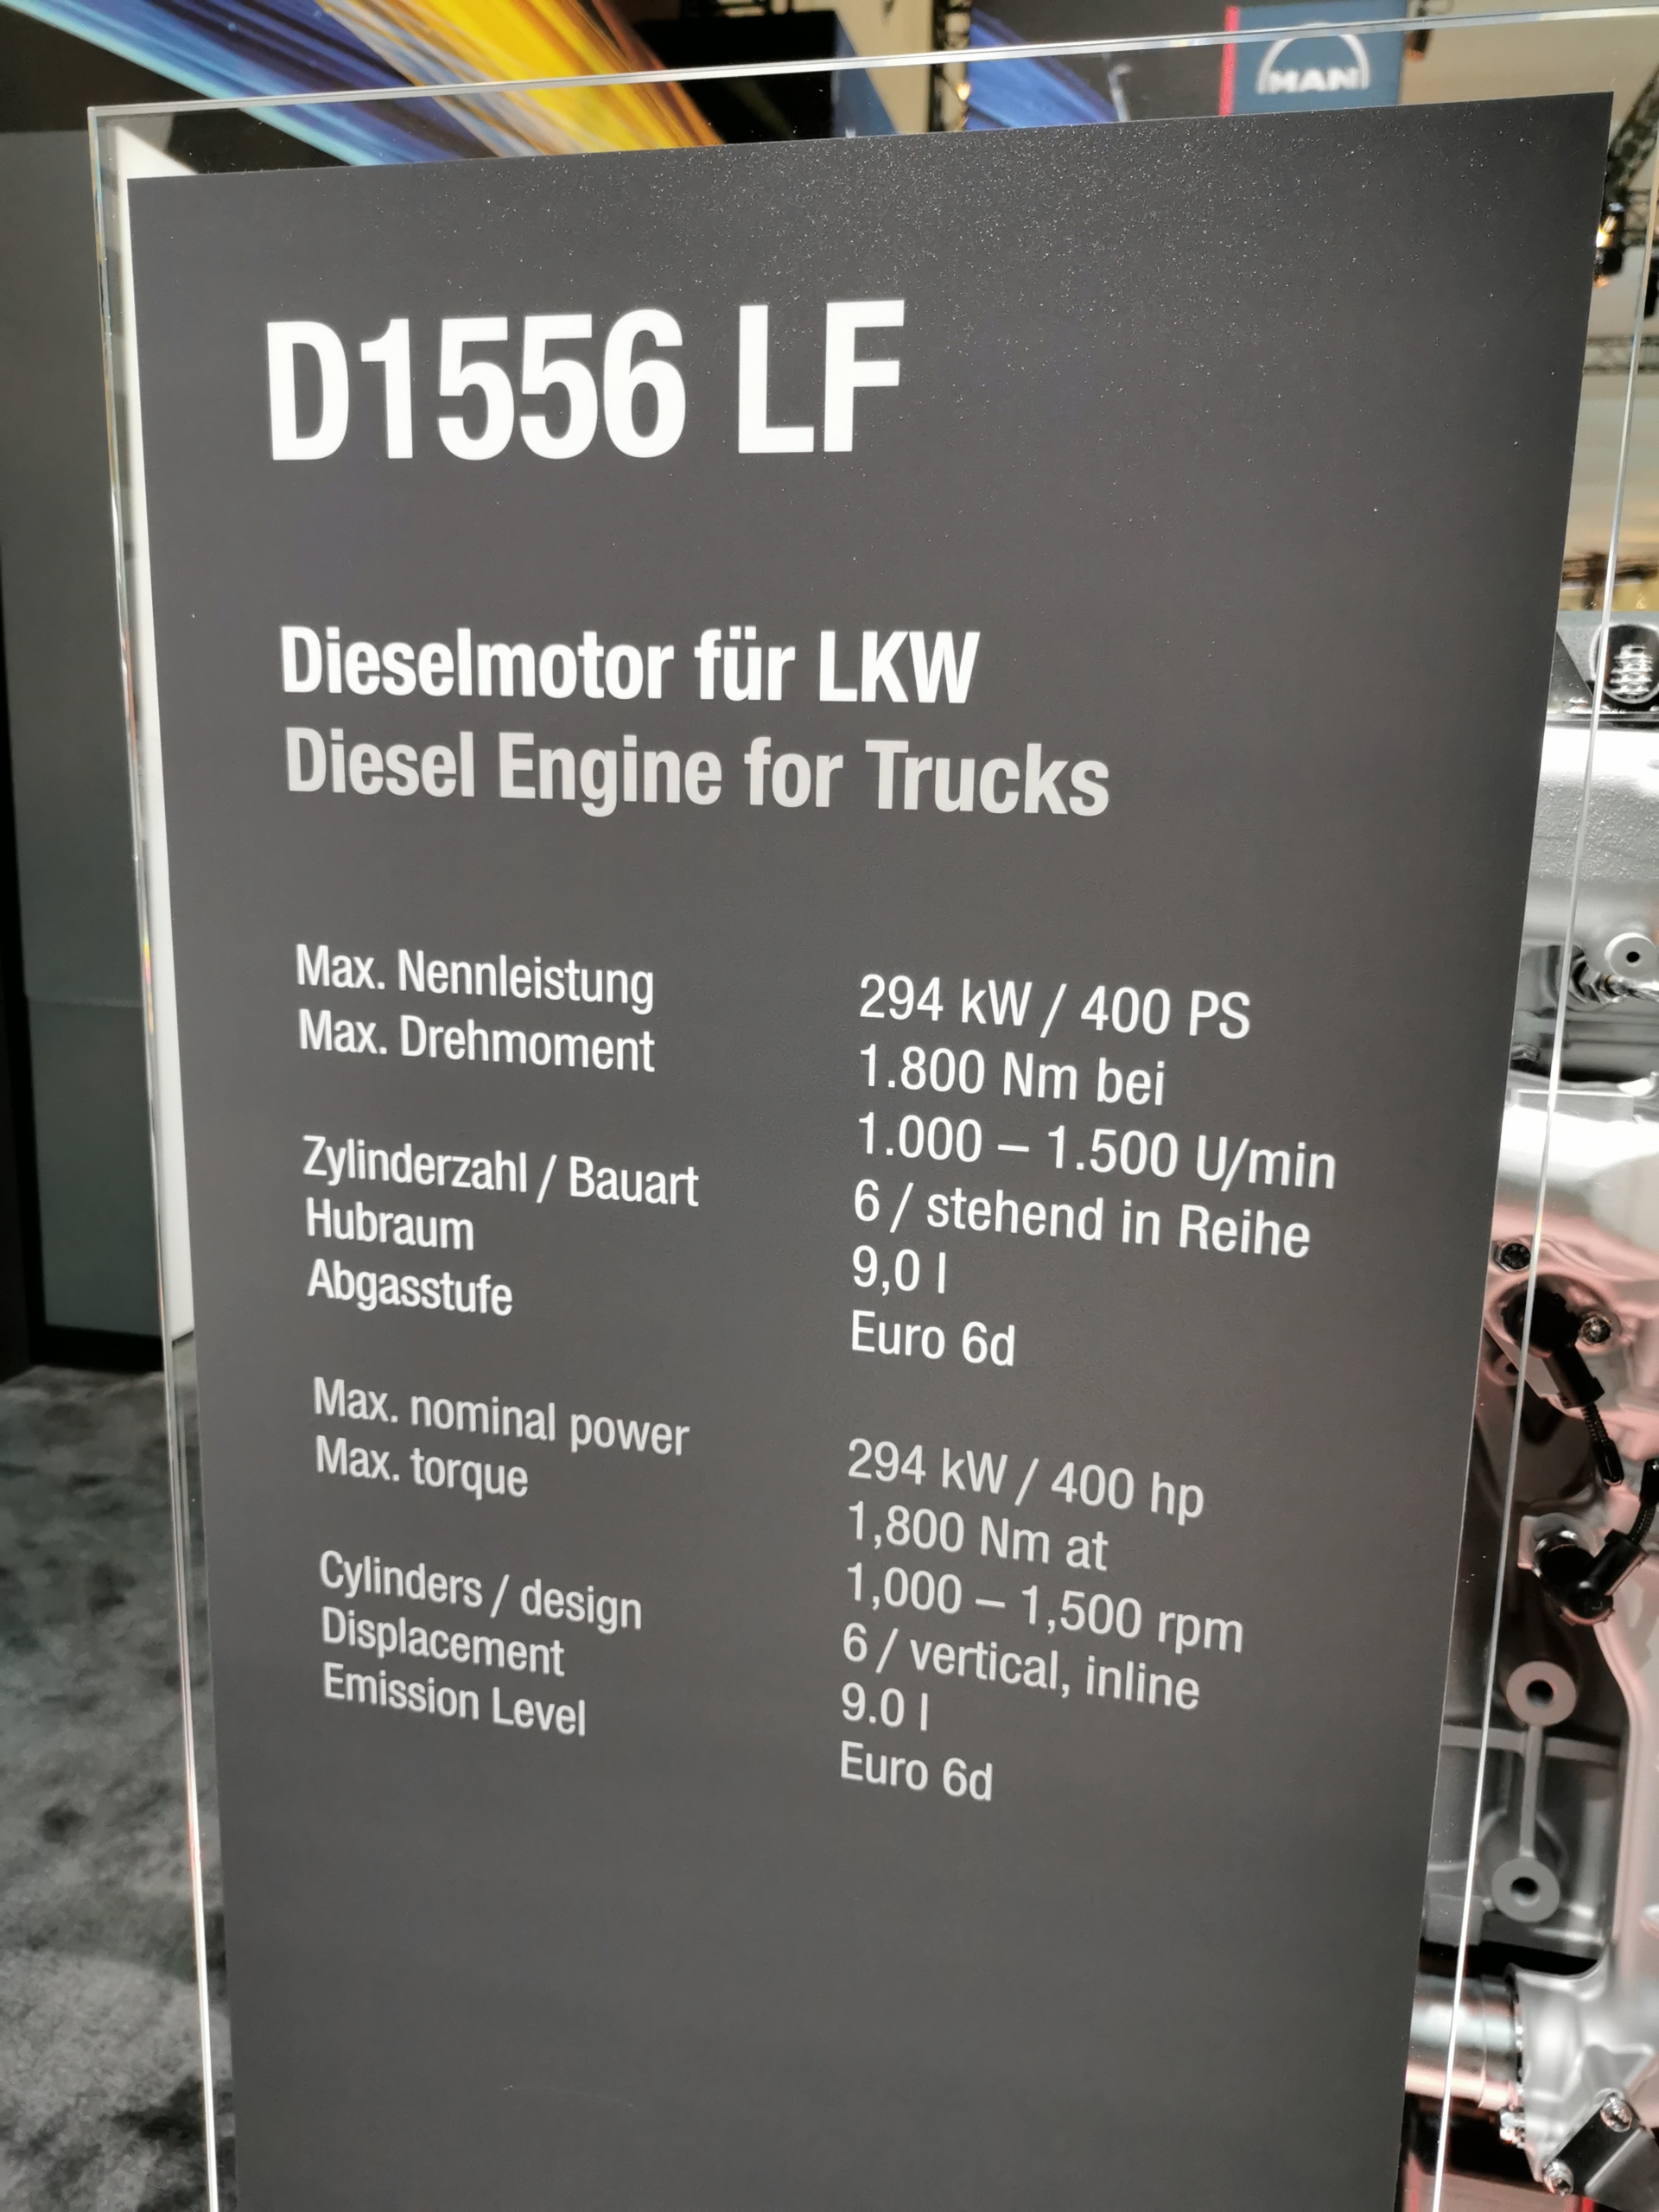 MAN
D1556 LF
Dieselmotor für LKW
Diesel Engine for Trucks
Max. Nennleistung 294 kW / 400 PS
Max. Drehmoment 1.800 Nm bei
1.000 – 1.500 U/min
Zylinderzahl / Bauart 6 / stehend in Reihe
Hubraum 9,0 l
Abgasstufe Euro 6d
Max. nominal power 294 kW / 400 hp
Max. torque 1,800 Nm at
1,000 – 1,500 rpm
Cylinders / design 6 / vertical, inline
Displacement 9.0 l
Emission Level Euro 6d